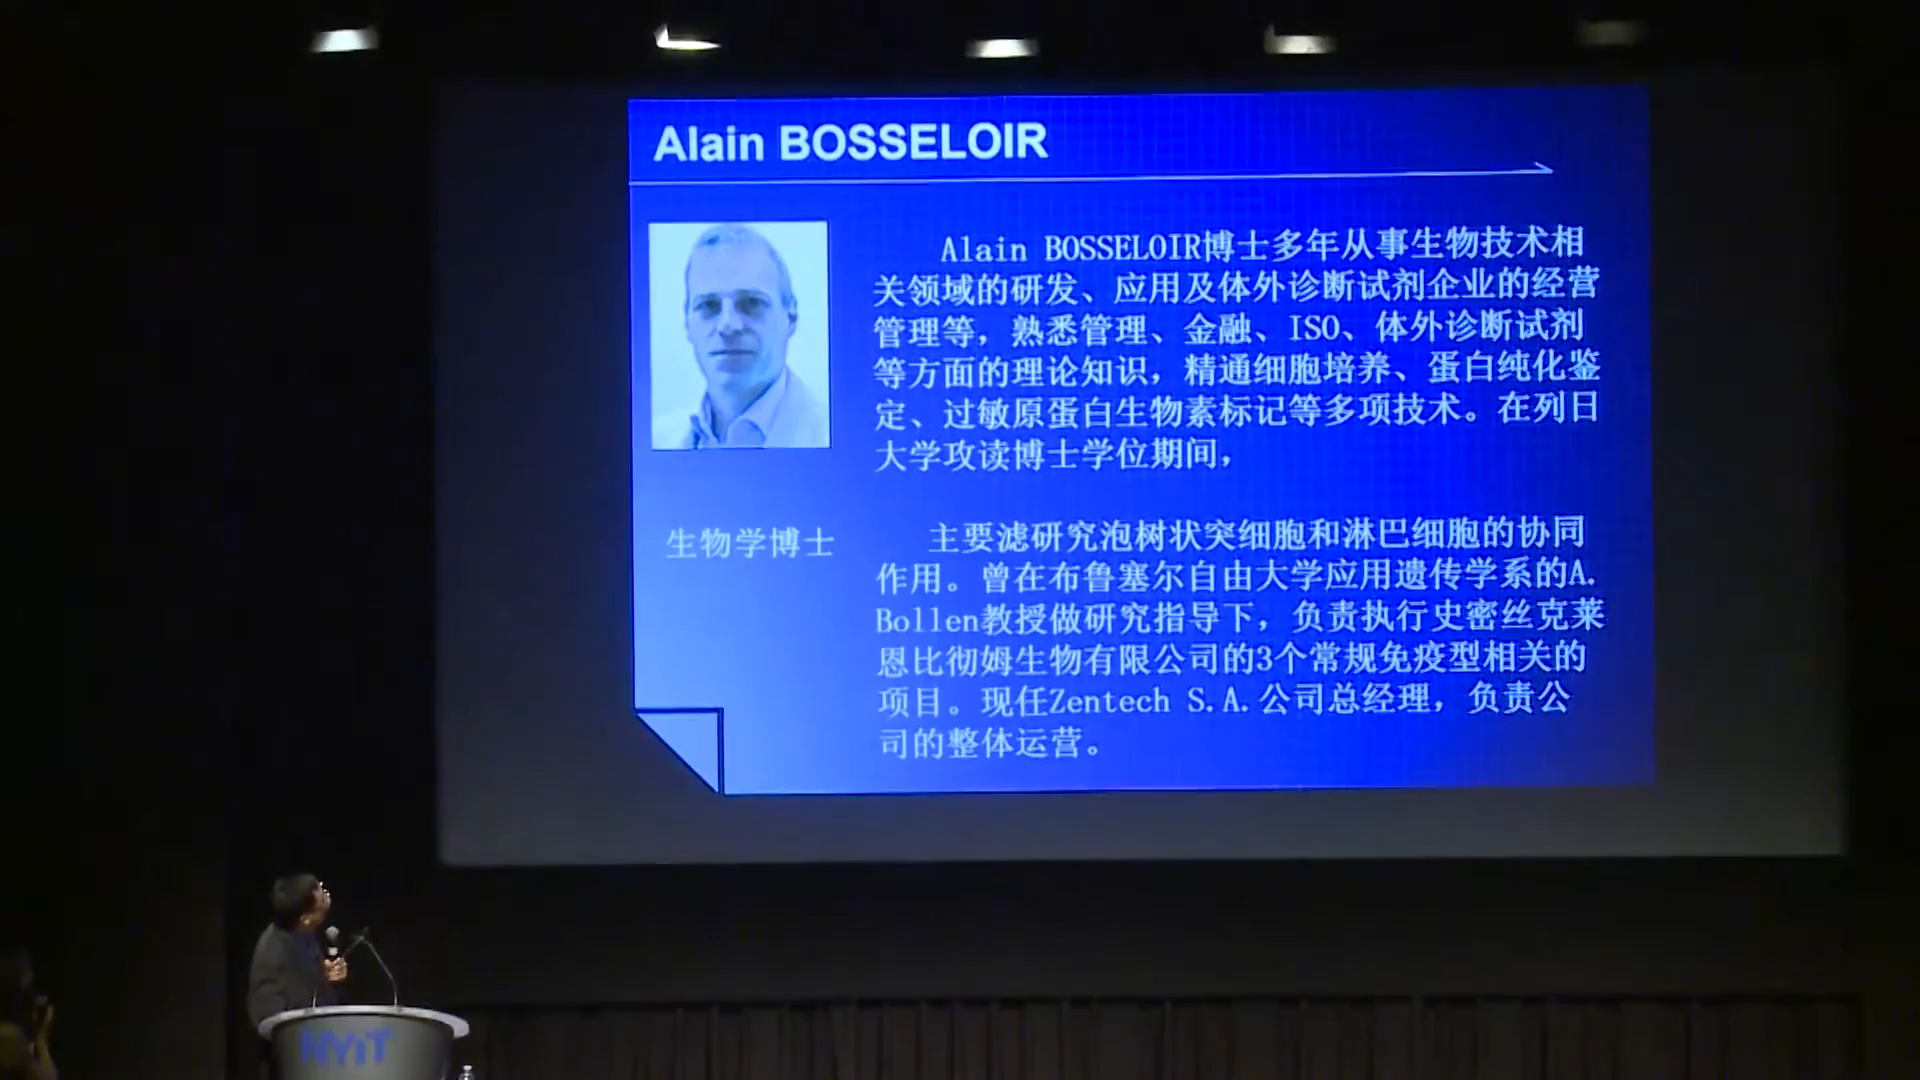 Alain BOSSELOIR
Alain BOSSELOIR博士多年从事生物技术相
关领域的研发、应用及体外诊断试剂企业的经营
管理等，熟悉管理、金融、ISO、体外诊断试剂
等方面的理论知识，精通细胞培养、蛋白纯化鉴
定、过敏原蛋白生物素标记等多项技术。在列日
大学攻读博士学位期间，
生物学博士
主要滤研究泡树状突细胞和淋巴细胞的协同
作用。曾在布鲁塞尔自由大学应用遗传学系的A.
Bollen教授做研究指导下，负责执行史密丝克莱
恩比彻姆生物有限公司的3个常规免疫型相关的
项目。现任Zentech S.A.公司总经理，负责公
司的整体运营。
NYiT